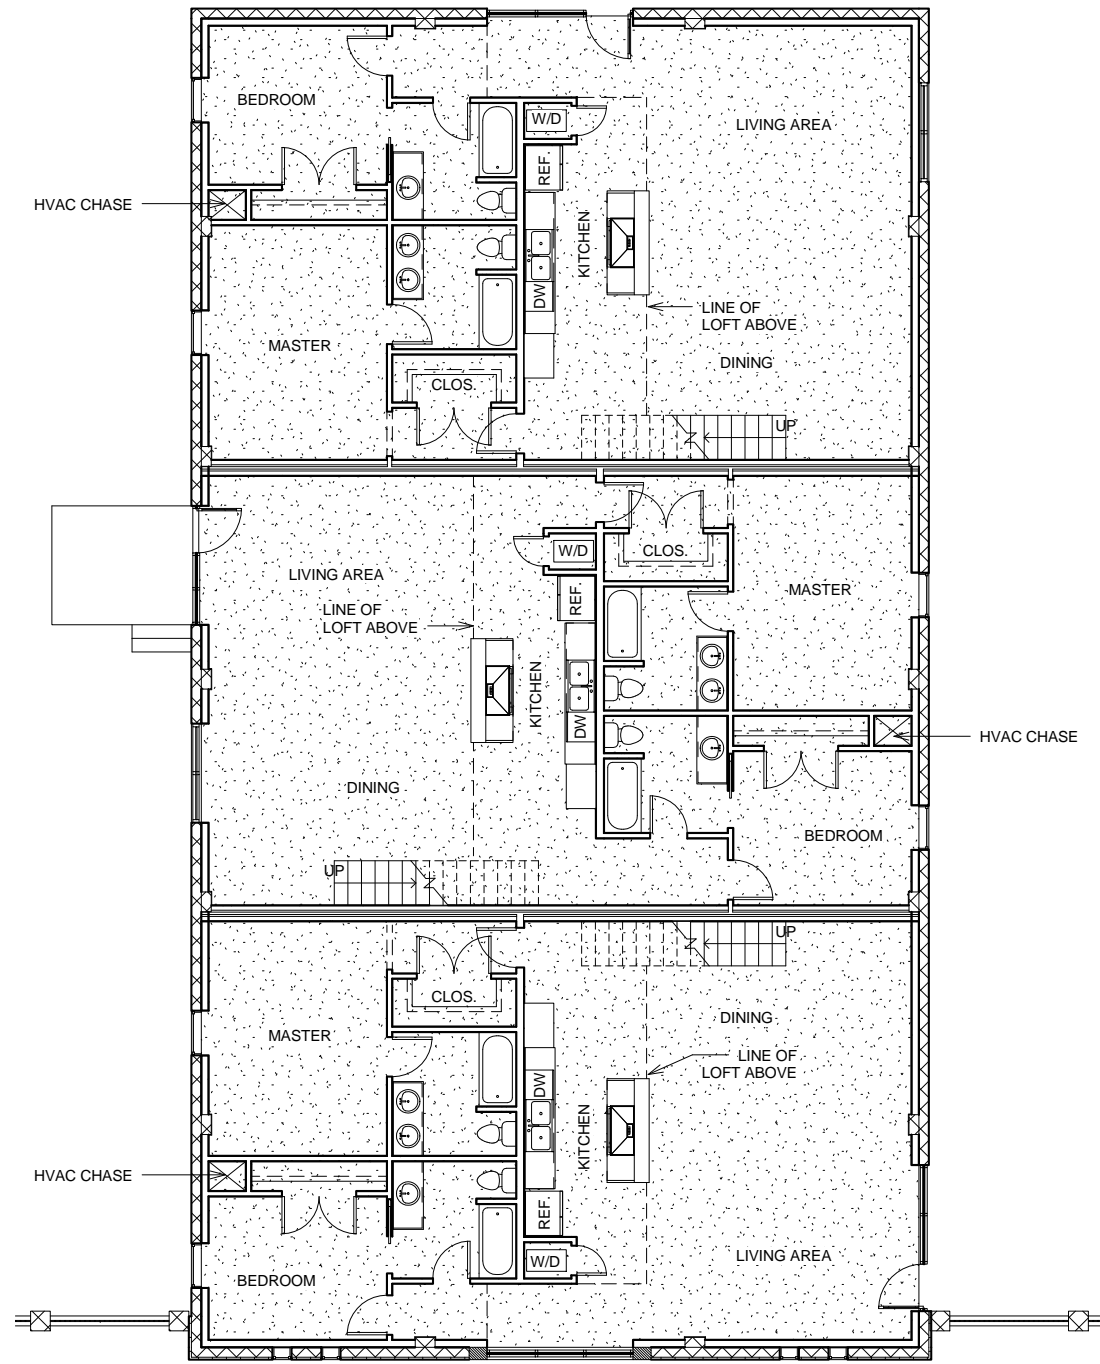 BEDROOM
W/D
LIVING AREA
REF.
HVAC CHASE
KITCHEN
DW
LINE OF
LOFT ABOVE
MASTER
DINING
CLOS.
UP
W/D
CLOS.
LIVING AREA
REF.
MASTER
LINE OF
LOFT ABOVE
KITCHEN
DW
HVAC CHASE
DINING
BEDROOM
UP
UP
CLOS.
DINING
MASTER
LINE OF
LOFT ABOVE
DW
KITCHEN
HVAC CHASE
REF.
LIVING AREA
W/D
BEDROOM